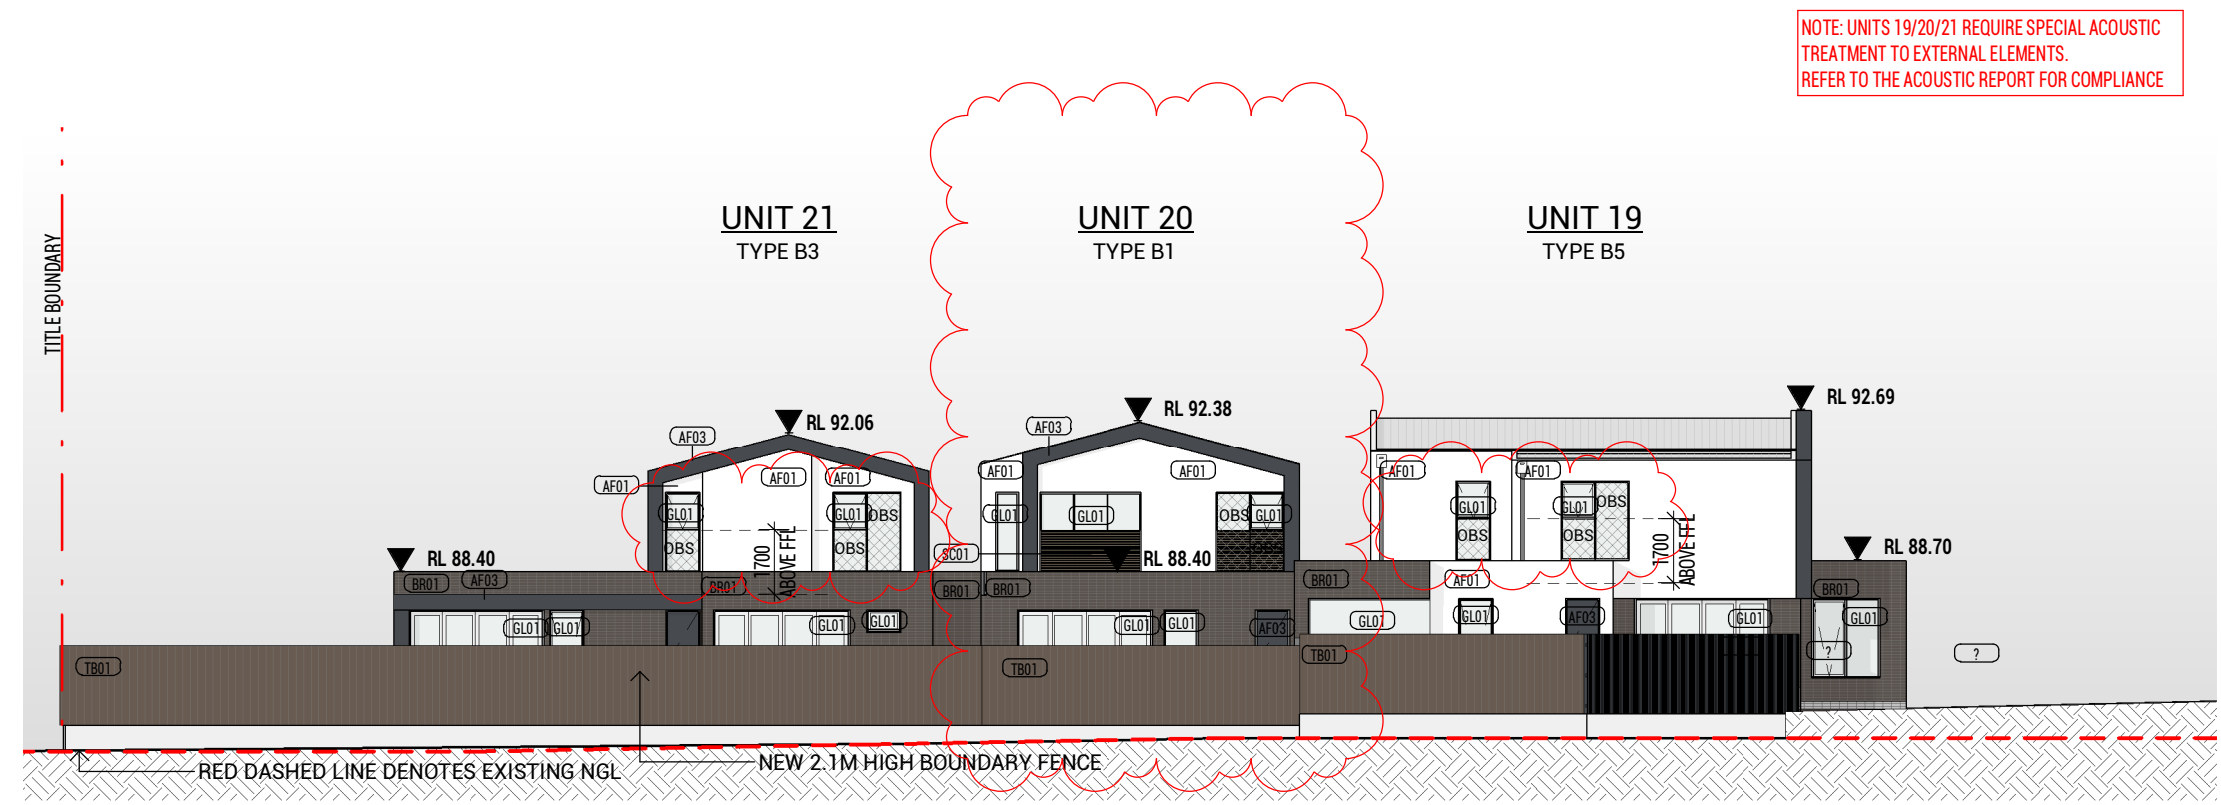 NOTE: UNITS 19/20/21 REQUIRE SPECIAL ACOUSTIC
TREATMENT TO EXTERNAL ELEMENTS.
REFER TO THE ACOUSTIC REPORT FOR COMPLIANCE
UNIT 21
TYPE B3
UNIT 20
TYPE B1
UNIT 19
TYPE B5
TITLE BOUNDARY
RL 92.06
RL 92.38
RL 92.69
AF03
AF03
AF01
AF01
AF01
AF01
AF01
AF01
AF01
GL01
GL01
OBS
GL01
GL01
OBS
GL01
GL01
GL01
OBS
OBS
OBS
OBS
OBS
OBS
1700
ABOVE FFL
1700
ABOVE FFL
SC01
RL 88.40
RL 88.40
RL 88.70
BR01
AF03
BR01
BR01
BR01
BR01
AF01
BR01
GL01
GL01
GL01
GL01
GL01
GL01
AF03
GL01
GL01
AF03
GL01
GL01
TB01
TB01
TB01
?
?
RED DASHED LINE DENOTES EXISTING NGL
NEW 2.1M HIGH BOUNDARY FENCE